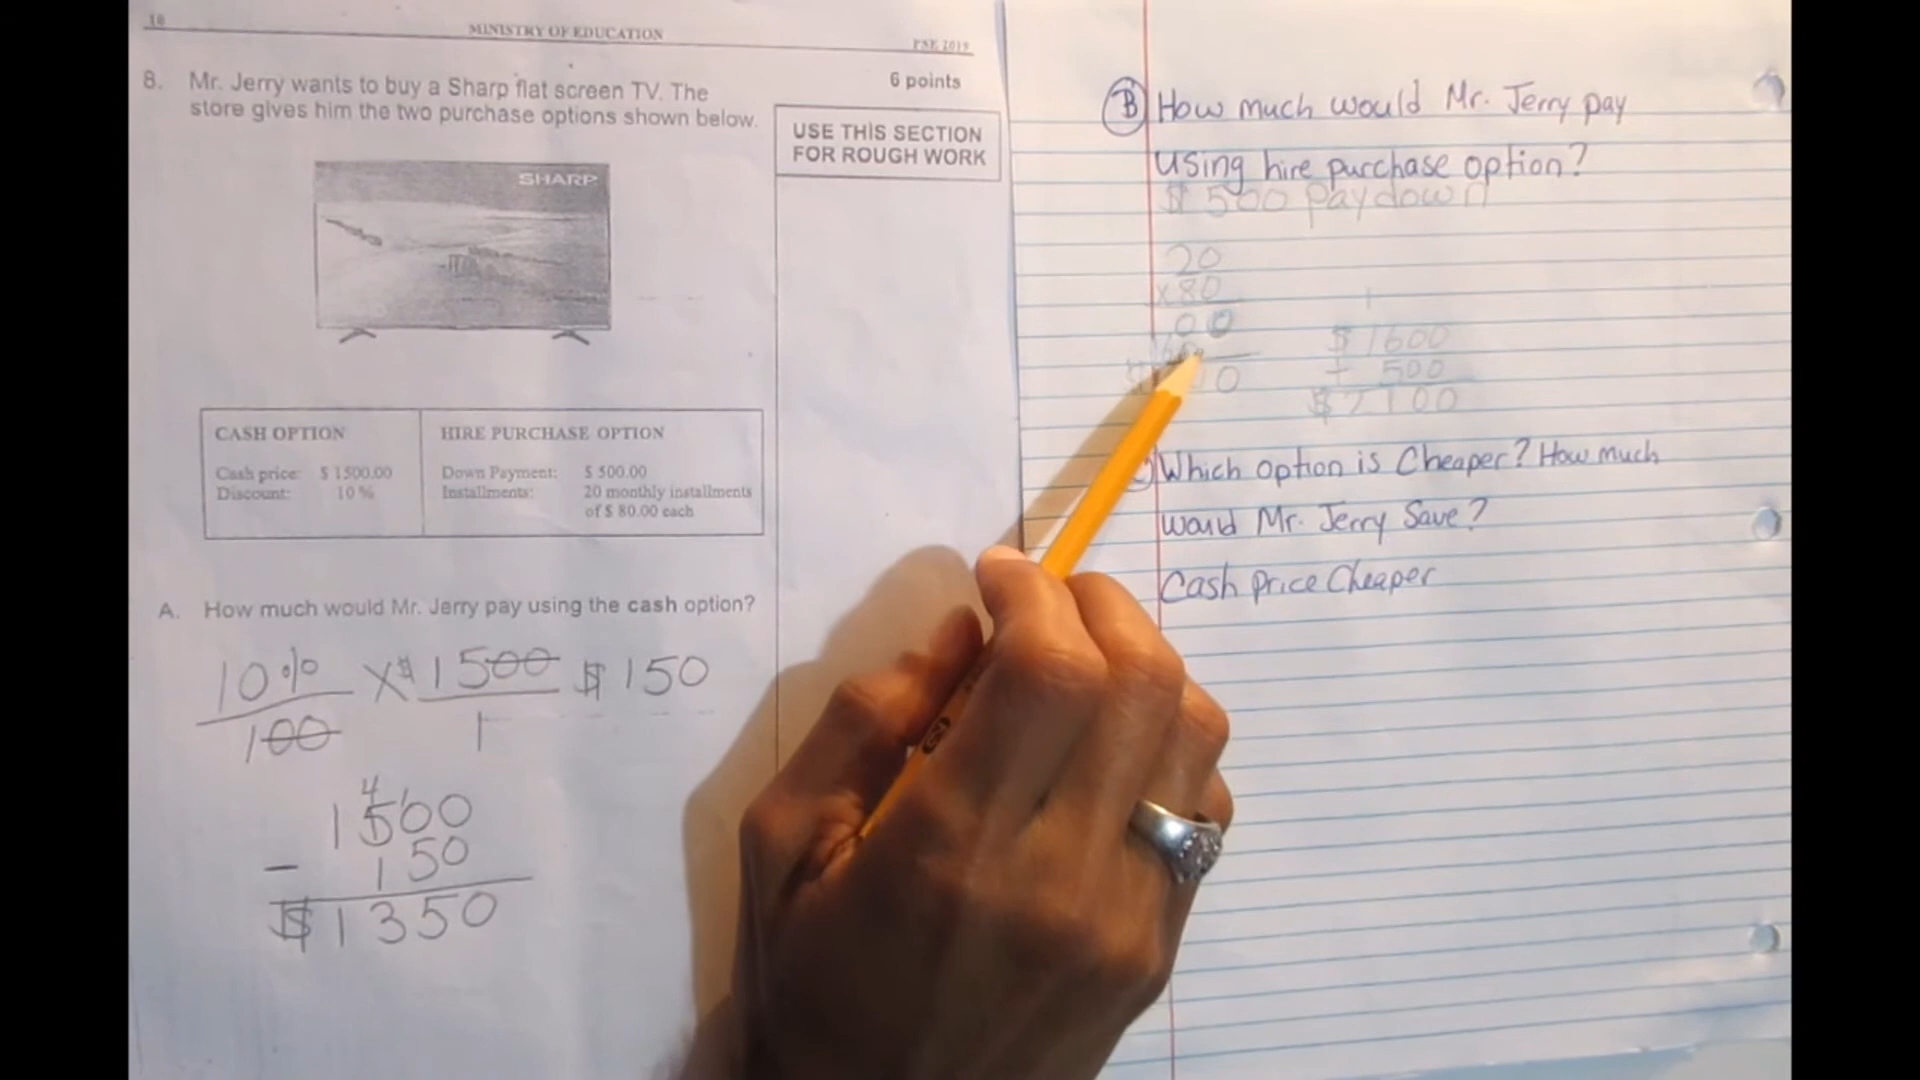 18
MINISTRY OF EDUCATION
PSE 2019
8. Mr. Jerry wants to buy a Sharp flat screen TV. The
store gives him the two purchase options shown below.
6 points
USE THIS SECTION
FOR ROUGH WORK
SHARP
CASH OPTION
Cash price: $ 1500.00
Discount: 10 %
HIRE PURCHASE OPTION
Down Payment: $ 500.00
Installments: 20 monthly installments
of $ 80.00 each
A. How much would Mr. Jerry pay using the cash option?
10% X $1500 $150
100 1
4 1
1500
- 150
$1350
B How much would Mr. Jerry pay
using hire purchase option?
$500 paydown
20
x80
00
0
$1600
+ 500
$2100
Which option is Cheaper? How much
would Mr. Jerry Save?
Cash price Cheaper